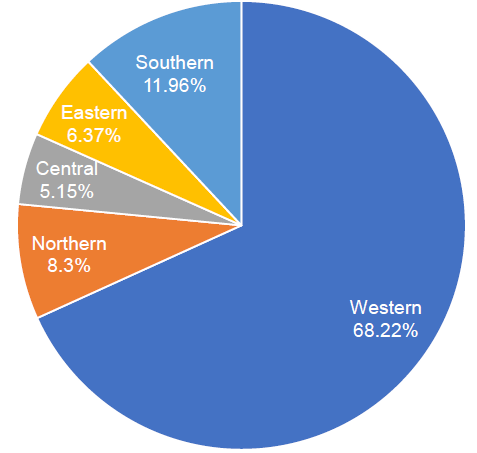 Southern
11.96%
Eastern
6.37%
Central
5.15%
Northern
8.3%
Western
68.22%